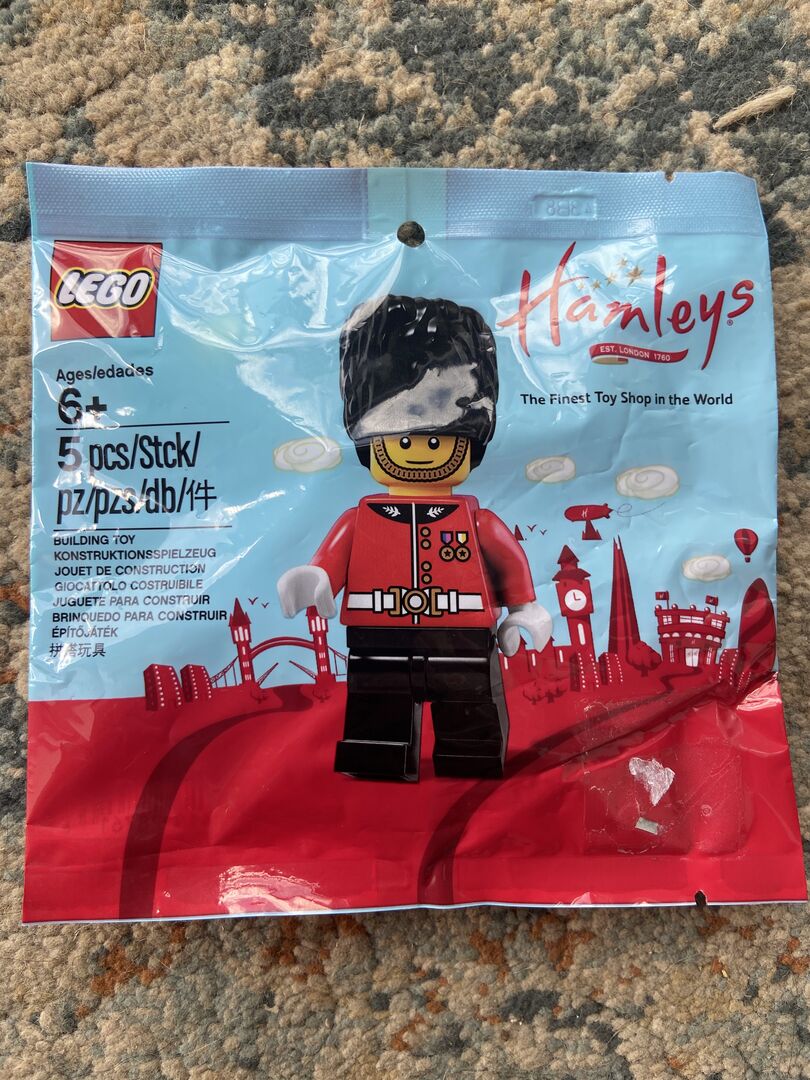 LEGO
Ages/edades
6+
5 pcs/Stck/
pz/pzs/db/件
BUILDING TOY
KONSTRUKTIONSSPIELZEUG
JOUET DE CONSTRUCTION
GIOCATTOLO COSTRUIBILE
JUGUETE PARA CONSTRUIR
BRINQUEDO PARA CONSTRUIR
ÉPÍTŐJÁTÉK
拼搭玩具
Hamleys®
EST. LONDON 1760
The Finest Toy Shop in the World
H